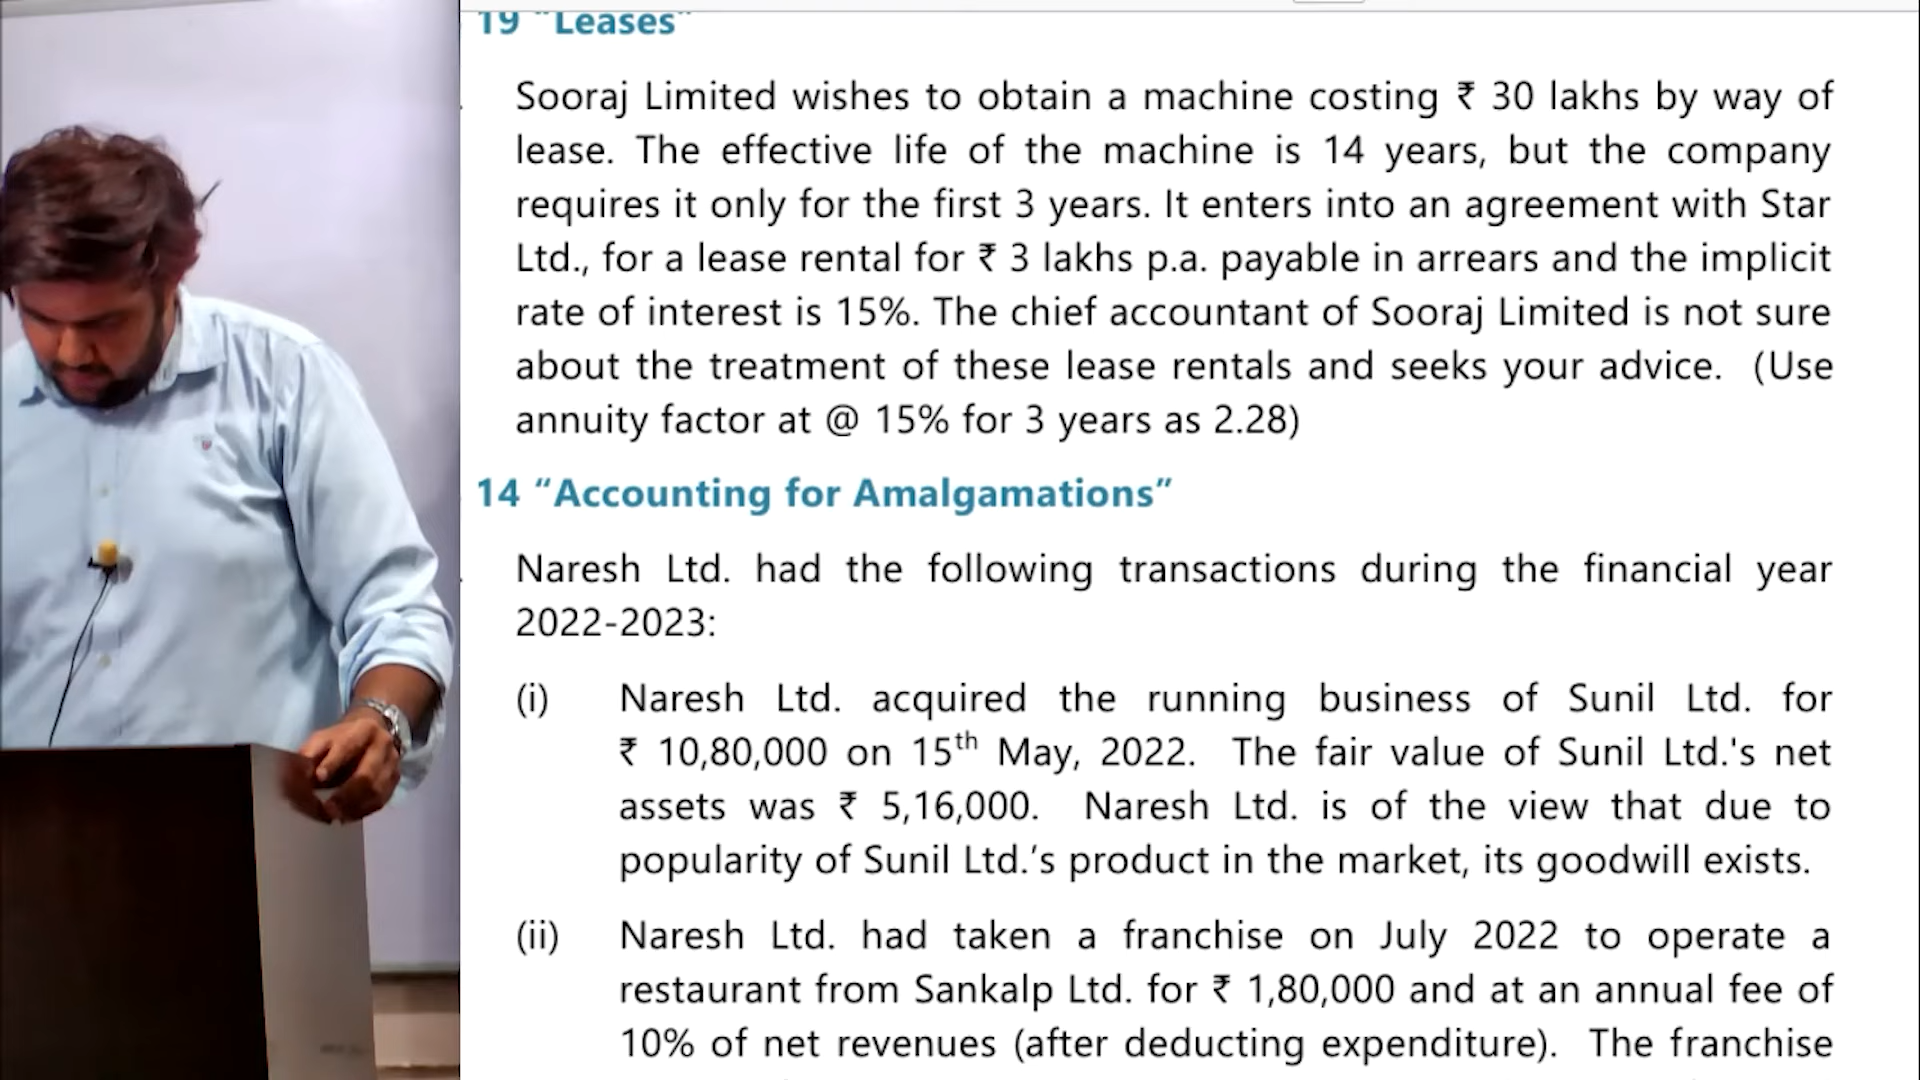 19 “Leases”
Sooraj Limited wishes to obtain a machine costing ₹ 30 lakhs by way of
lease. The effective life of the machine is 14 years, but the company
requires it only for the first 3 years. It enters into an agreement with Star
Ltd., for a lease rental for ₹ 3 lakhs p.a. payable in arrears and the implicit
rate of interest is 15%. The chief accountant of Sooraj Limited is not sure
about the treatment of these lease rentals and seeks your advice. (Use
annuity factor at @ 15% for 3 years as 2.28)
14 “Accounting for Amalgamations”
Naresh Ltd. had the following transactions during the financial year
2022-2023:
(i) Naresh Ltd. acquired the running business of Sunil Ltd. for
₹ 10,80,000 on 15th May, 2022. The fair value of Sunil Ltd.'s net
assets was ₹ 5,16,000. Naresh Ltd. is of the view that due to
popularity of Sunil Ltd.’s product in the market, its goodwill exists.
(ii) Naresh Ltd. had taken a franchise on July 2022 to operate a
restaurant from Sankalp Ltd. for ₹ 1,80,000 and at an annual fee of
10% of net revenues (after deducting expenditure). The franchise